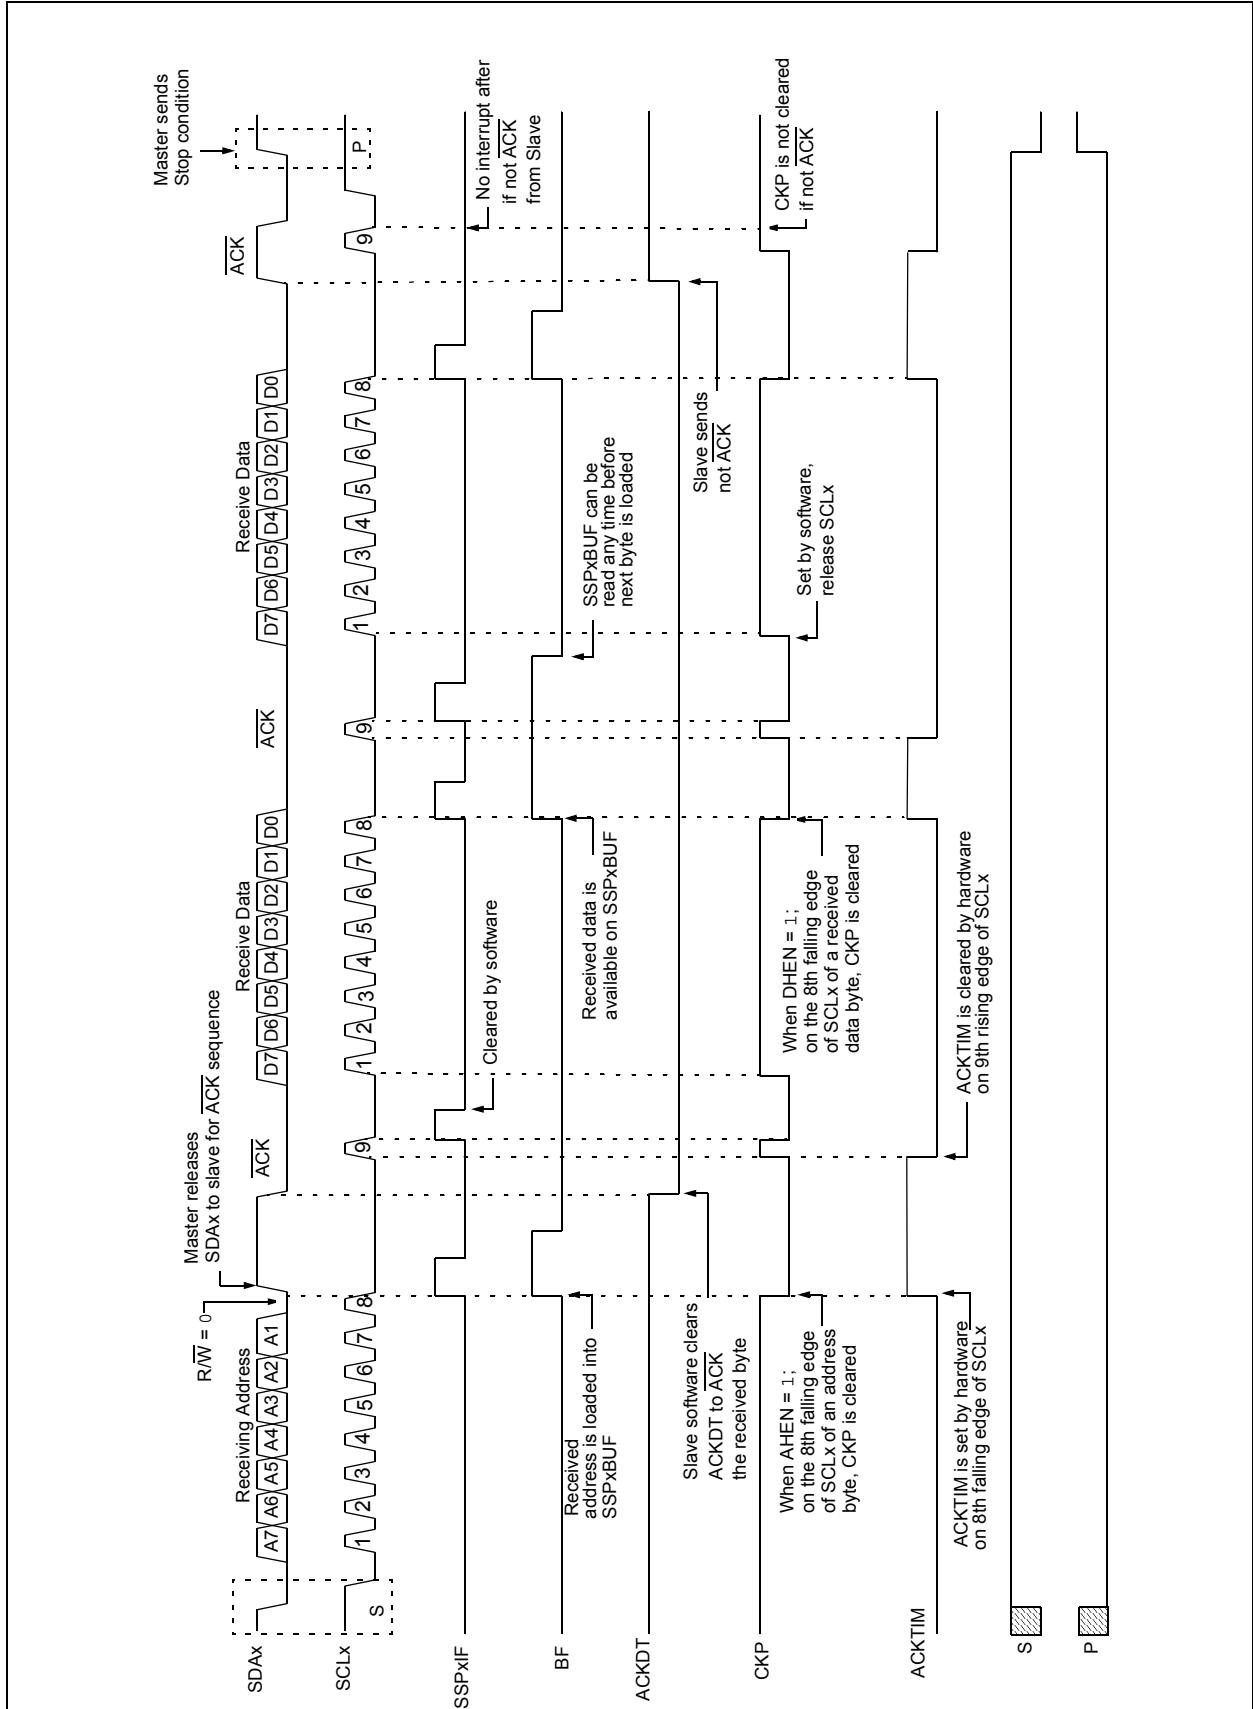 Master sends
Stop condition
Master releases
SDAx to slave for ACK sequence
R/W = 0
Receiving Address
ACK
Receive Data
ACK
Receive Data
ACK
SDAx
A7 A6 A5 A4 A3 A2 A1
D7 D6 D5 D4 D3 D2 D1 D0
D7 D6 D5 D4 D3 D2 D1 D0
SCLx
S
1 2 3 4 5 6 7 8 9
1 2 3 4 5 6 7 8 9
1 2 3 4 5 6 7 8 9
P
SSPxIF
Cleared by software
No interrupt after
if not ACK
from Slave
BF
Received
address is loaded into
SSPxBUF
Received data is
available on SSPxBUF
SSPxBUF can be
read any time before
next byte is loaded
ACKDT
Slave software clears
ACKDT to ACK
the received byte
Slave sends
not ACK
CKP
When AHEN = 1;
on the 8th falling edge
of SCLx of an address
byte, CKP is cleared
When DHEN = 1;
on the 8th falling edge
of SCLx of a received
data byte, CKP is cleared
Set by software,
release SCLx
CKP is not cleared
if not ACK
ACKTIM
ACKTIM is set by hardware
on 8th falling edge of SCLx
ACKTIM is cleared by hardware
on 9th rising edge of SCLx
S
P